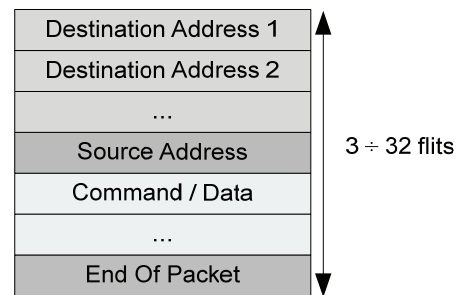 Destination Address 1
Destination Address 2
...
Source Address
3 ÷ 32 flits
Command / Data
...
End Of Packet